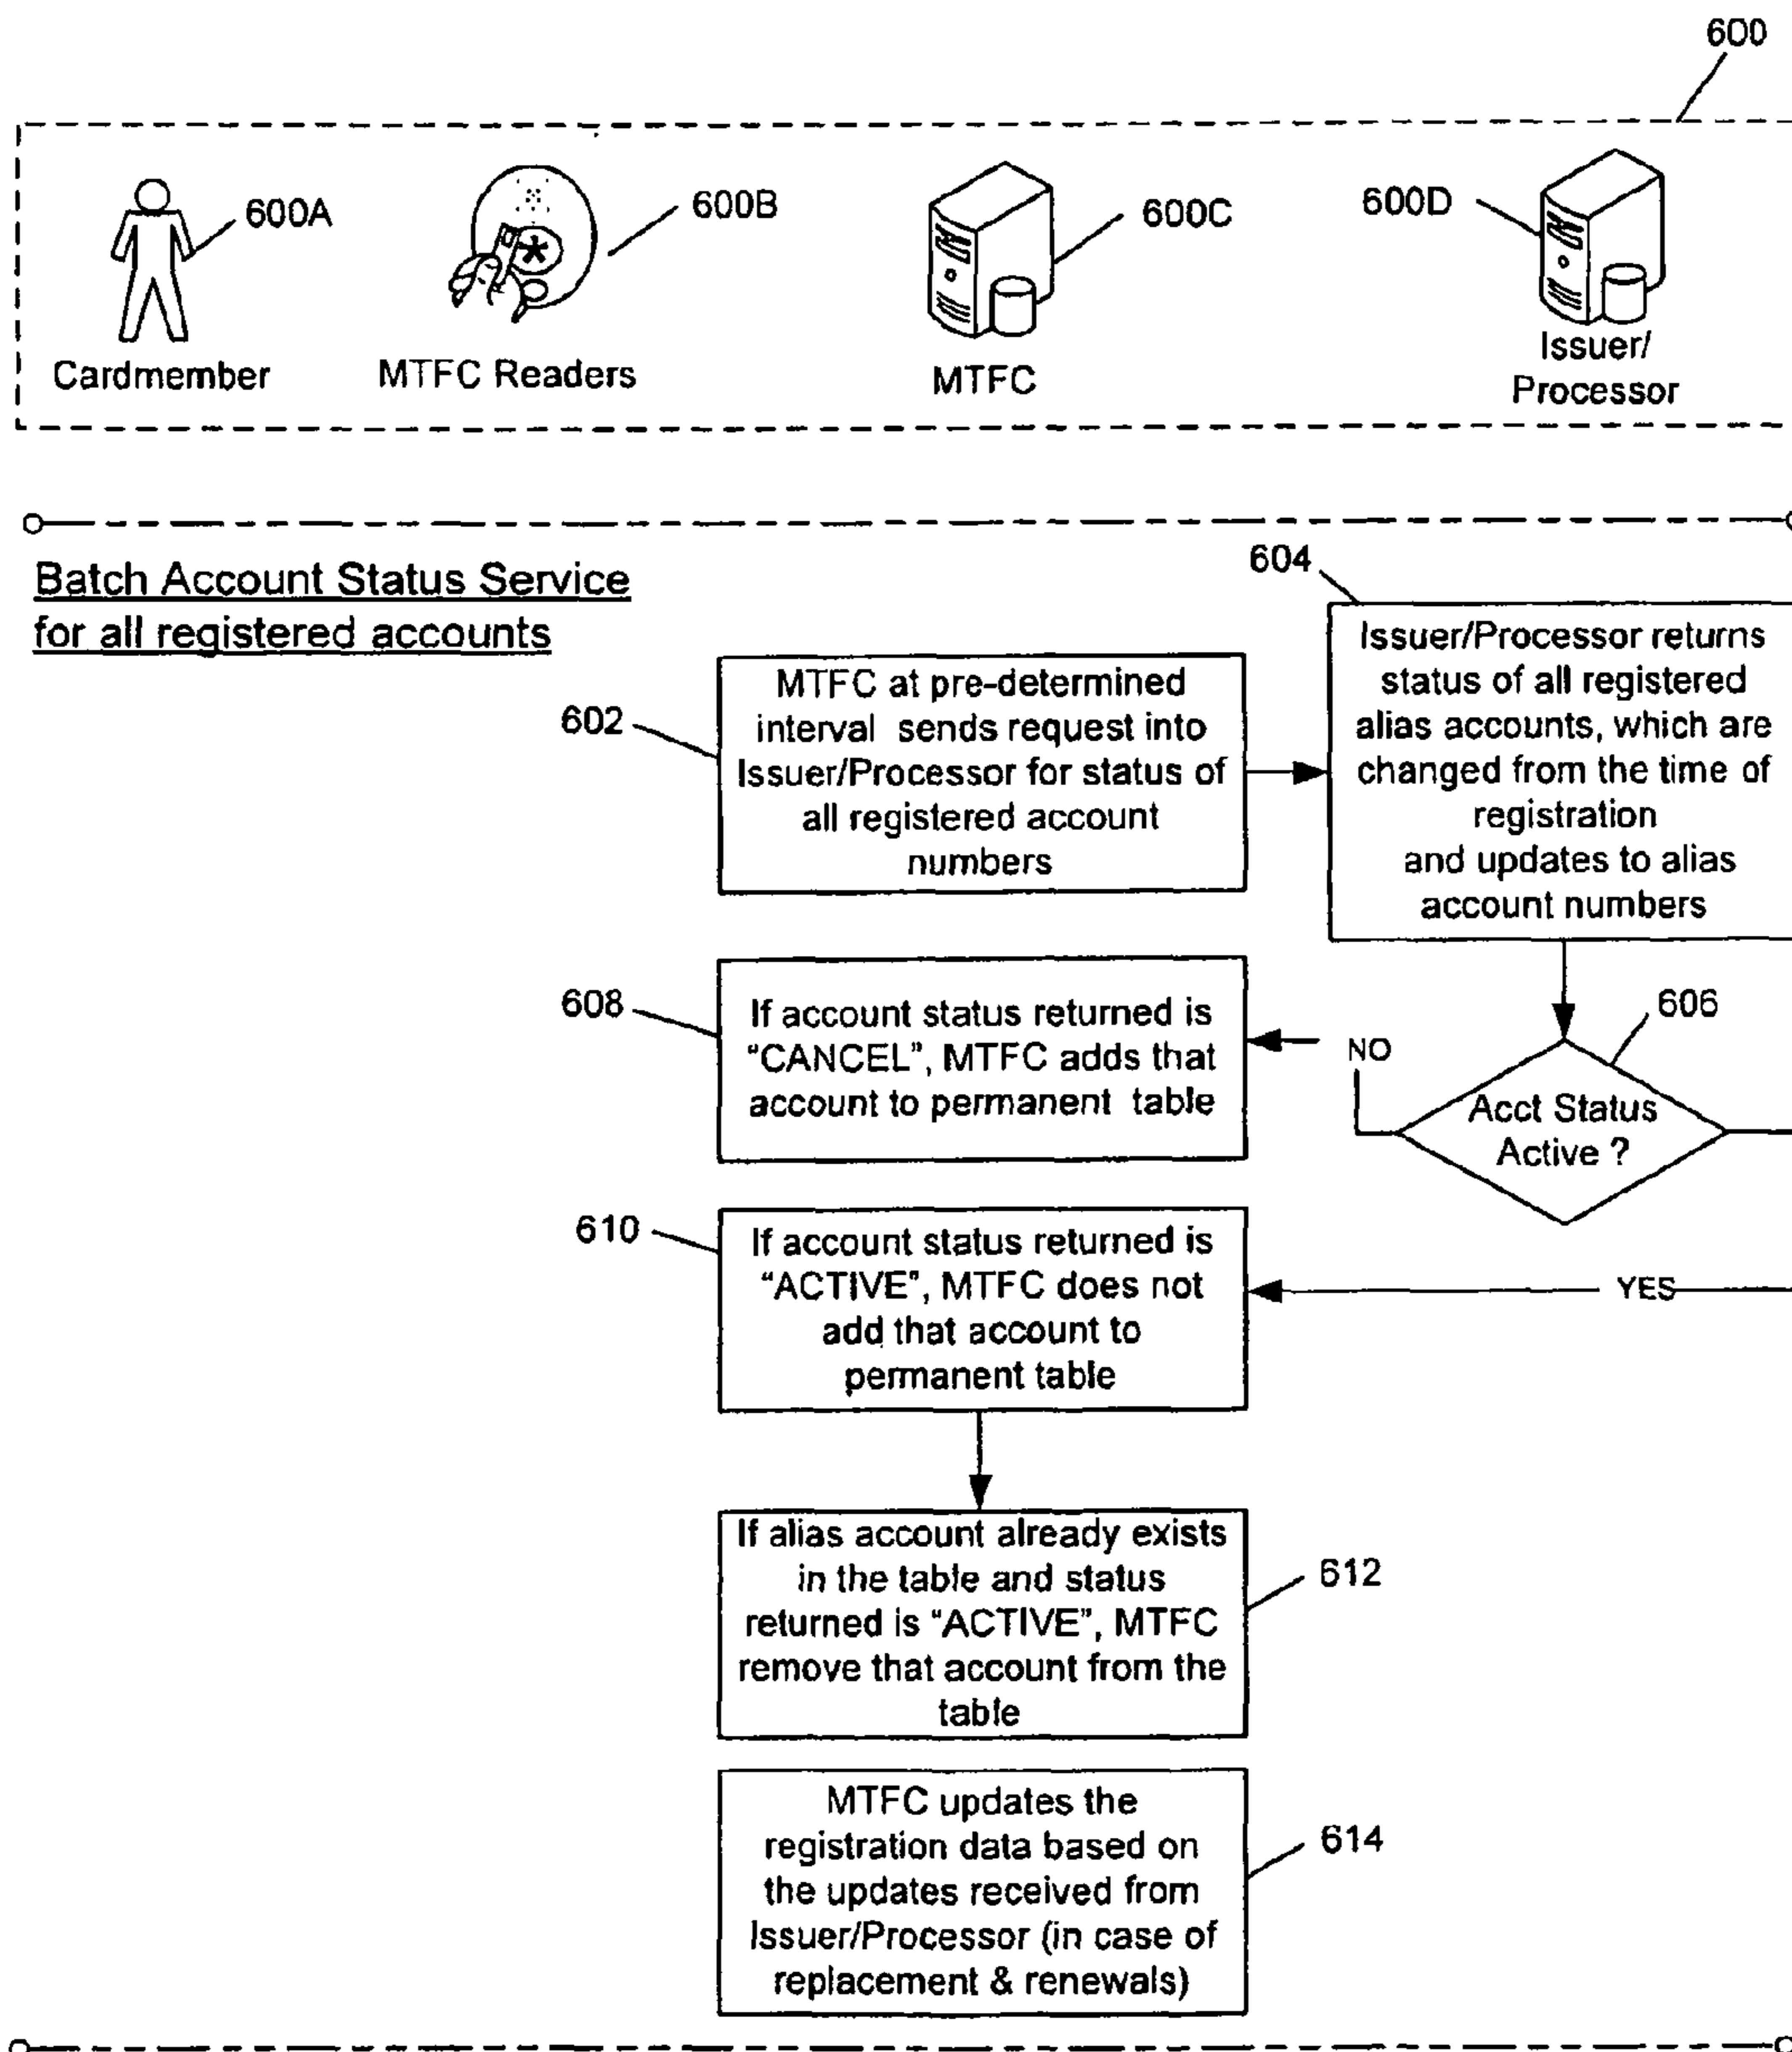 600
600A
600B
600C
600D
Cardmember
MTFC Readers
MTFC
Issuer/
Processor
Batch Account Status Service
for all registered accounts
602
MTFC at pre-determined
interval sends request into
Issuer/Processor for status of
all registered account
numbers
604
Issuer/Processor returns
status of all registered
alias accounts, which are
changed from the time of
registration
and updates to alias
account numbers
606
Acct Status
Active ?
NO
608
If account status returned is
“CANCEL”, MTFC adds that
account to permanent table
YES
610
If account status returned is
“ACTIVE”, MTFC does not
add that account to
permanent table
612
If alias account already exists
in the table and status
returned is “ACTIVE”, MTFC
remove that account from the
table
614
MTFC updates the
registration data based on
the updates received from
Issuer/Processor (in case of
replacement & renewals)